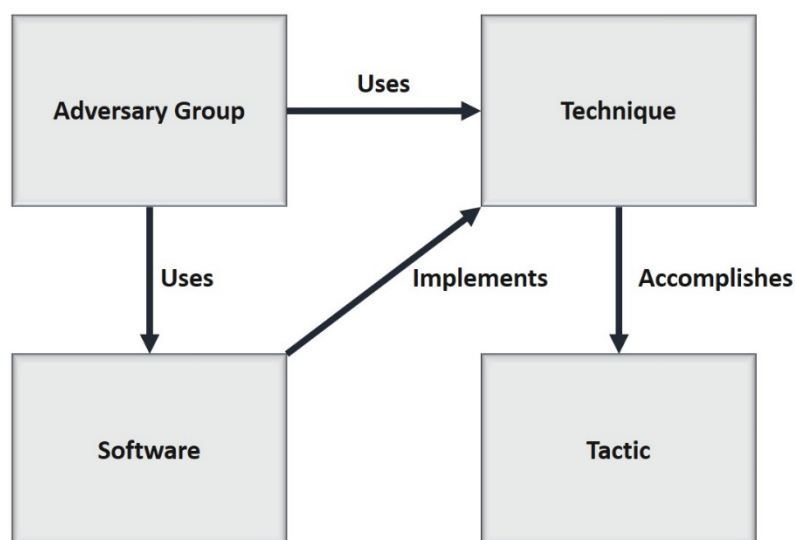 Uses
Adversary Group
Technique
Uses
Implements
Accomplishes
Software
Tactic